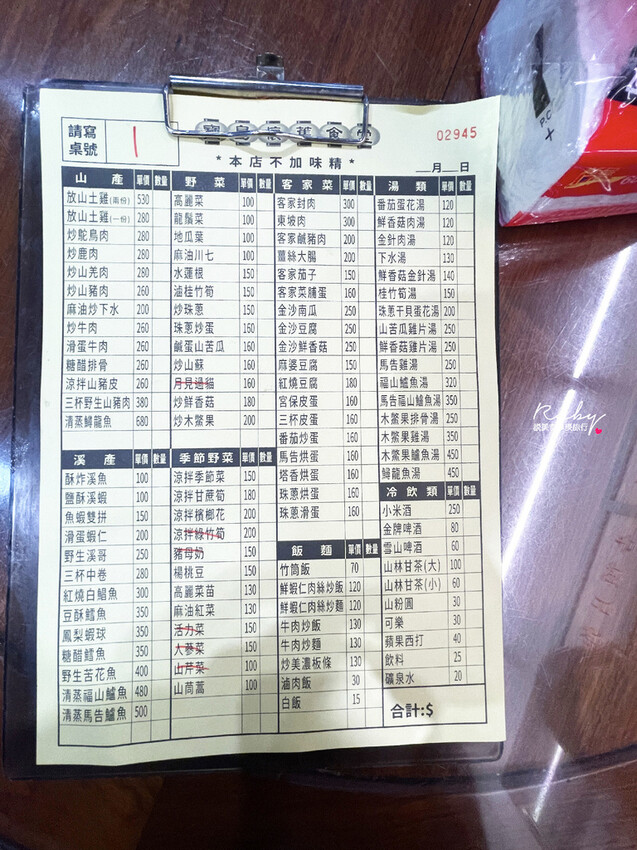 請寫
桌號
1
食堂
02945
*本店不加味精*
__月__日
山產 單價 數量
放山土雞(兩份) 530
放山土雞(一份) 280
炒鴕鳥肉 280
炒鹿肉 280
炒山羌肉 260
炒山豬肉 260
麻油炒下水 200
炒牛肉 260
滑蛋牛肉 260
糖醋排骨 260
涼拌山豬皮 260
三杯野生山豬肉 380
清蒸鱘龍魚 680
溪產 單價 數量
酥炸溪魚 100
鹽酥溪蝦 100
魚蝦雙拼 150
滑蛋蝦仁 200
野生溪哥 250
三杯中卷 280
紅燒白鯧魚 300
豆酥鱈魚 350
鳳梨蝦球 350
糖醋鱈魚 350
野生苦花魚 400
清蒸福山鱸魚 480
清蒸馬告鱸魚 500
野菜 單價 數量
高麗菜 100
龍鬚菜 100
地瓜葉 100
麻油川七 100
水蓮根 150
滷桂竹筍 150
炒珠蔥 150
珠蔥炒蛋 160
鹹蛋山苦瓜 160
炒山蘇 160
月見過貓 160
炒鮮香菇 180
炒木鱉果 200
季節野菜 單價 數量
涼拌季節菜 150
涼拌甘蔗筍 180
涼拌檳榔花 200
涼拌綠竹筍 200
豬母奶 150
楊桃豆 150
高麗菜苗 130
麻油紅菜 130
活力菜 150
人蔘菜 150
山芹菜 100
山茼蒿 100
客家菜 單價 數量
客家封肉 300
東坡肉 300
客家鹹豬肉 200
薑絲大腸 200
客家茄子 150
客家菜脯蛋 160
金沙南瓜 250
金沙豆腐 250
金沙鮮香菇 250
麻婆豆腐 150
紅燒豆腐 180
宮保皮蛋 160
三杯皮蛋 160
番茄炒蛋 160
馬告烘蛋 160
塔香烘蛋 160
珠蔥烘蛋 160
珠蔥滑蛋 160
飯麵 單價 數量
竹筒飯 70
鮮蝦仁肉絲炒飯 120
鮮蝦仁肉絲炒麵 120
牛肉炒飯 130
牛肉炒麵 130
炒美濃板條 130
滷肉飯 30
白飯 15
湯類 單價 數量
番茄蛋花湯 120
鮮香菇肉湯 120
金針肉湯 120
下水湯 130
鮮香菇金針湯 140
桂竹筍湯 150
珠蔥干貝蛋花湯 200
山苦瓜雞片湯 250
鮮香菇雞片湯 250
馬告雞湯 250
福山鱸魚湯 320
馬告福山鱸魚湯 350
木鱉果排骨湯 250
木鱉果雞湯 350
木鱉果鱸魚湯 450
鱘龍魚湯 450
冷飲類 單價 數量
小米酒 250
金牌啤酒 80
雪山啤酒 60
山林甘茶(大) 100
山林甘茶(小) 60
山粉圓 30
可樂 30
蘋果西打 40
飲料 25
礦泉水 20
合計:$